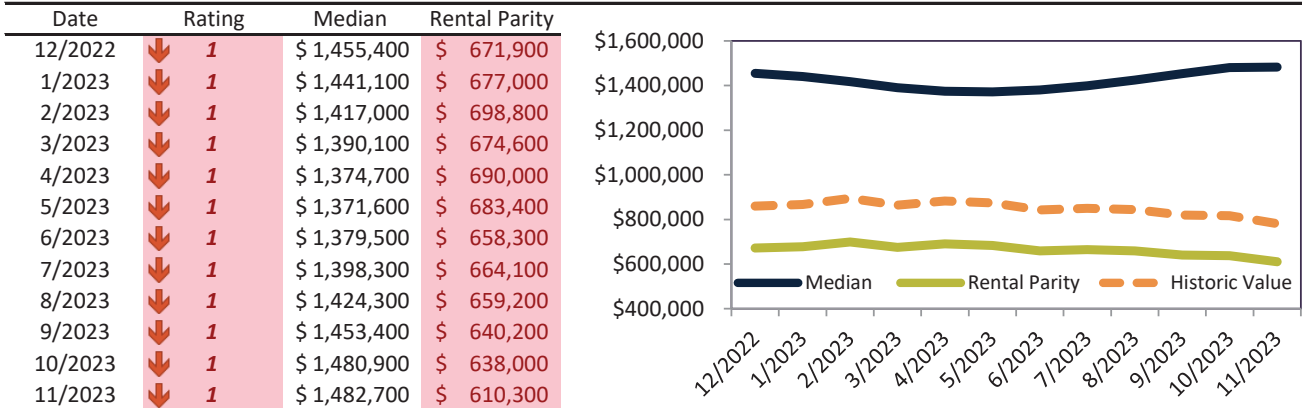 Date Rating Median Rental Parity
12/2022 1 $ 1,455,400 $ 671,900
1/2023 1 $ 1,441,100 $ 677,000
2/2023 1 $ 1,417,000 $ 698,800
3/2023 1 $ 1,390,100 $ 674,600
4/2023 1 $ 1,374,700 $ 690,000
5/2023 1 $ 1,371,600 $ 683,400
6/2023 1 $ 1,379,500 $ 658,300
7/2023 1 $ 1,398,300 $ 664,100
8/2023 1 $ 1,424,300 $ 659,200
9/2023 1 $ 1,453,400 $ 640,200
10/2023 1 $ 1,480,900 $ 638,000
11/2023 1 $ 1,482,700 $ 610,300
$1,600,000
$1,400,000
$1,200,000
$1,000,000
$800,000
$600,000
$400,000
Median Rental Parity Historic Value
12/2022 1/2023 2/2023 3/2023 4/2023 5/2023 6/2023 7/2023 8/2023 9/2023 10/2023 11/2023